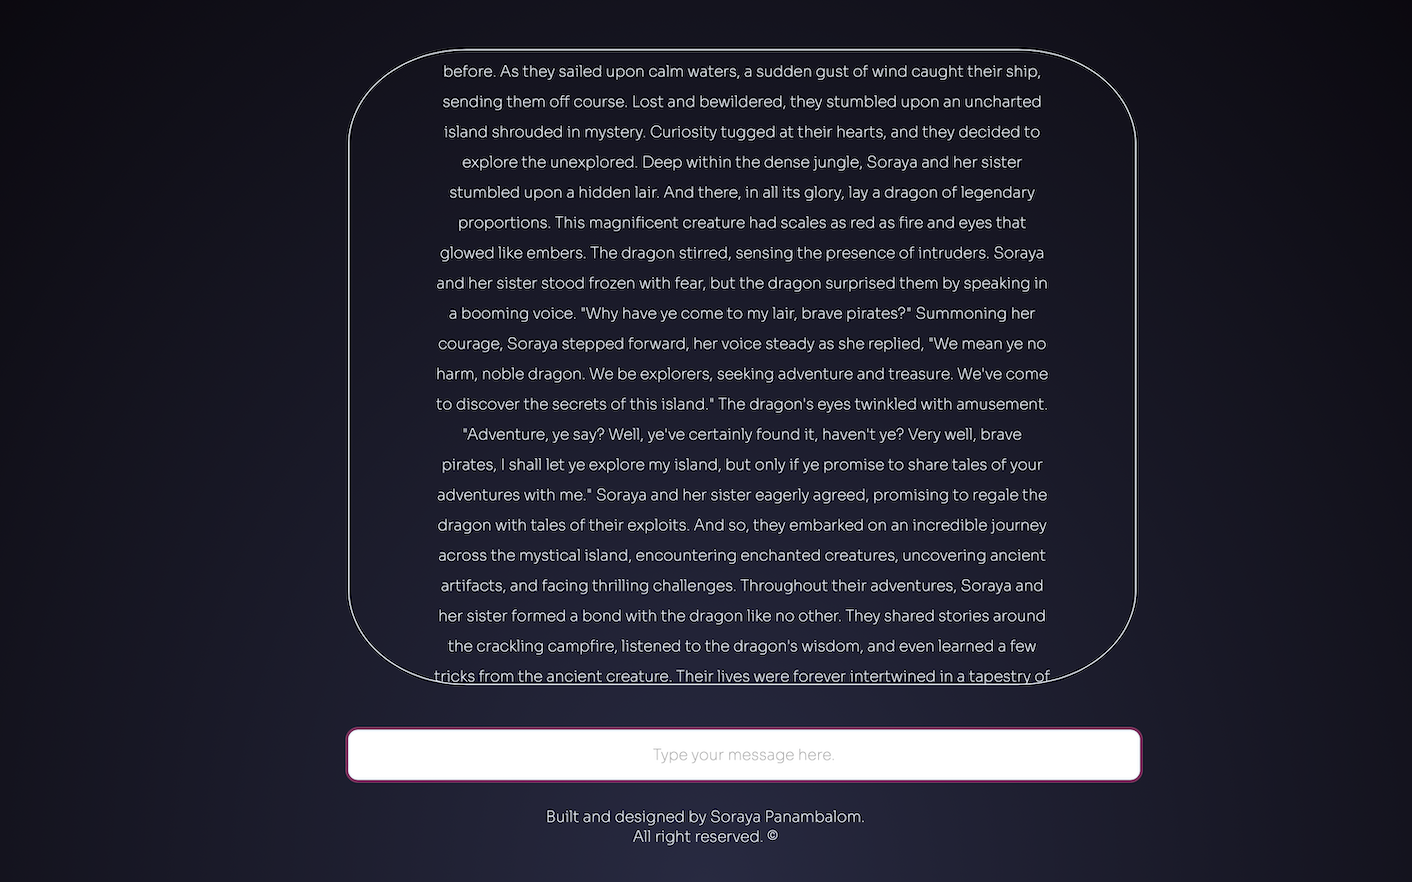 before. As they sailed upon calm waters, a sudden gust of wind caught their ship,
sending them off course. Lost and bewildered, they stumbled upon an uncharted
island shrouded in mystery. Curiosity tugged at their hearts, and they decided to
explore the unexplored. Deep within the dense jungle, Soraya and her sister
stumbled upon a hidden lair. And there, in all its glory, lay a dragon of legendary
proportions. This magnificent creature had scales as red as fire and eyes that
glowed like embers. The dragon stirred, sensing the presence of intruders. Soraya
and her sister stood frozen with fear, but the dragon surprised them by speaking in
a booming voice. "Why have ye come to my lair, brave pirates?" Summoning her
courage, Soraya stepped forward, her voice steady as she replied, "We mean ye no
harm, noble dragon. We be explorers, seeking adventure and treasure. We've come
to discover the secrets of this island." The dragon's eyes twinkled with amusement.
"Adventure, ye say? Well, ye've certainly found it, haven't ye? Very well, brave
pirates, I shall let ye explore my island, but only if ye promise to share tales of your
adventures with me." Soraya and her sister eagerly agreed, promising to regale the
dragon with tales of their exploits. And so, they embarked on an incredible journey
across the mystical island, encountering enchanted creatures, uncovering ancient
artifacts, and facing thrilling challenges. Throughout their adventures, Soraya and
her sister formed a bond with the dragon like no other. They shared stories around
the crackling campfire, listened to the dragon's wisdom, and even learned a few
tricks from the ancient creature. Their lives were forever intertwined in a tapestry of
Type your message here.
Built and designed by Soraya Panambalom.
All right reserved. ©